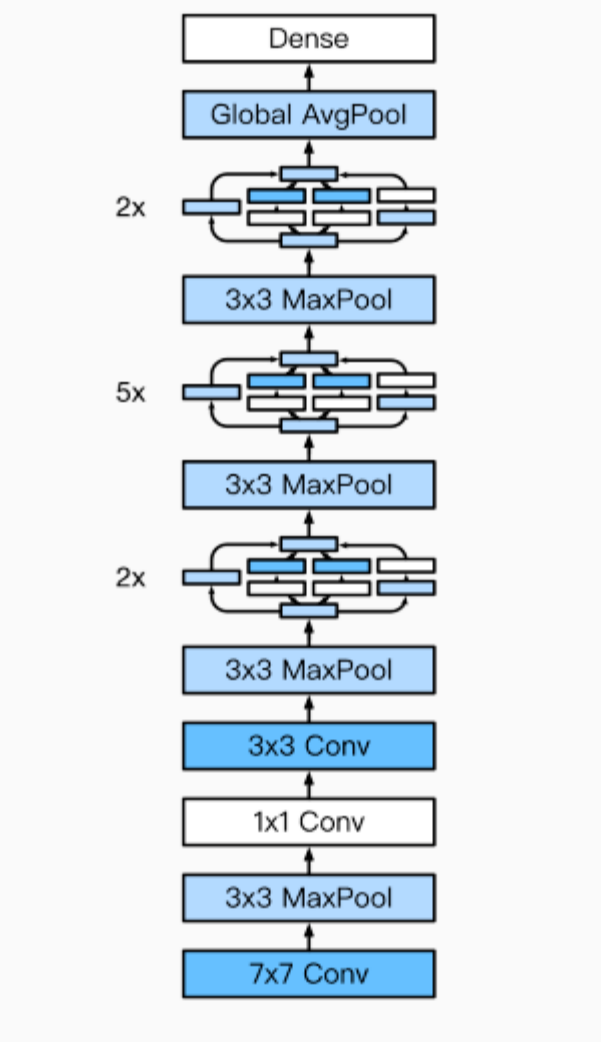 Dense
Global AvgPool
2x
3x3 MaxPool
5x
3x3 MaxPool
2x
3x3 MaxPool
3x3 Conv
1x1 Conv
3x3 MaxPool
7x7 Conv